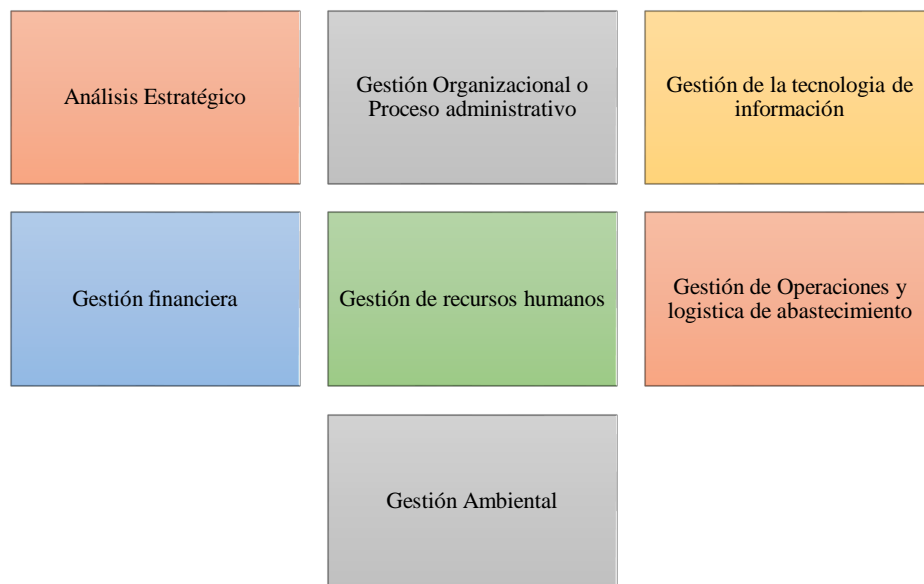 Análisis Estratégico
Gestión Organizacional o
Proceso administrativo
Gestión de la tecnologia de
información
Gestión financiera
Gestión de recursos humanos
Gestión de Operaciones y
logistica de abastecimiento
Gestión Ambiental